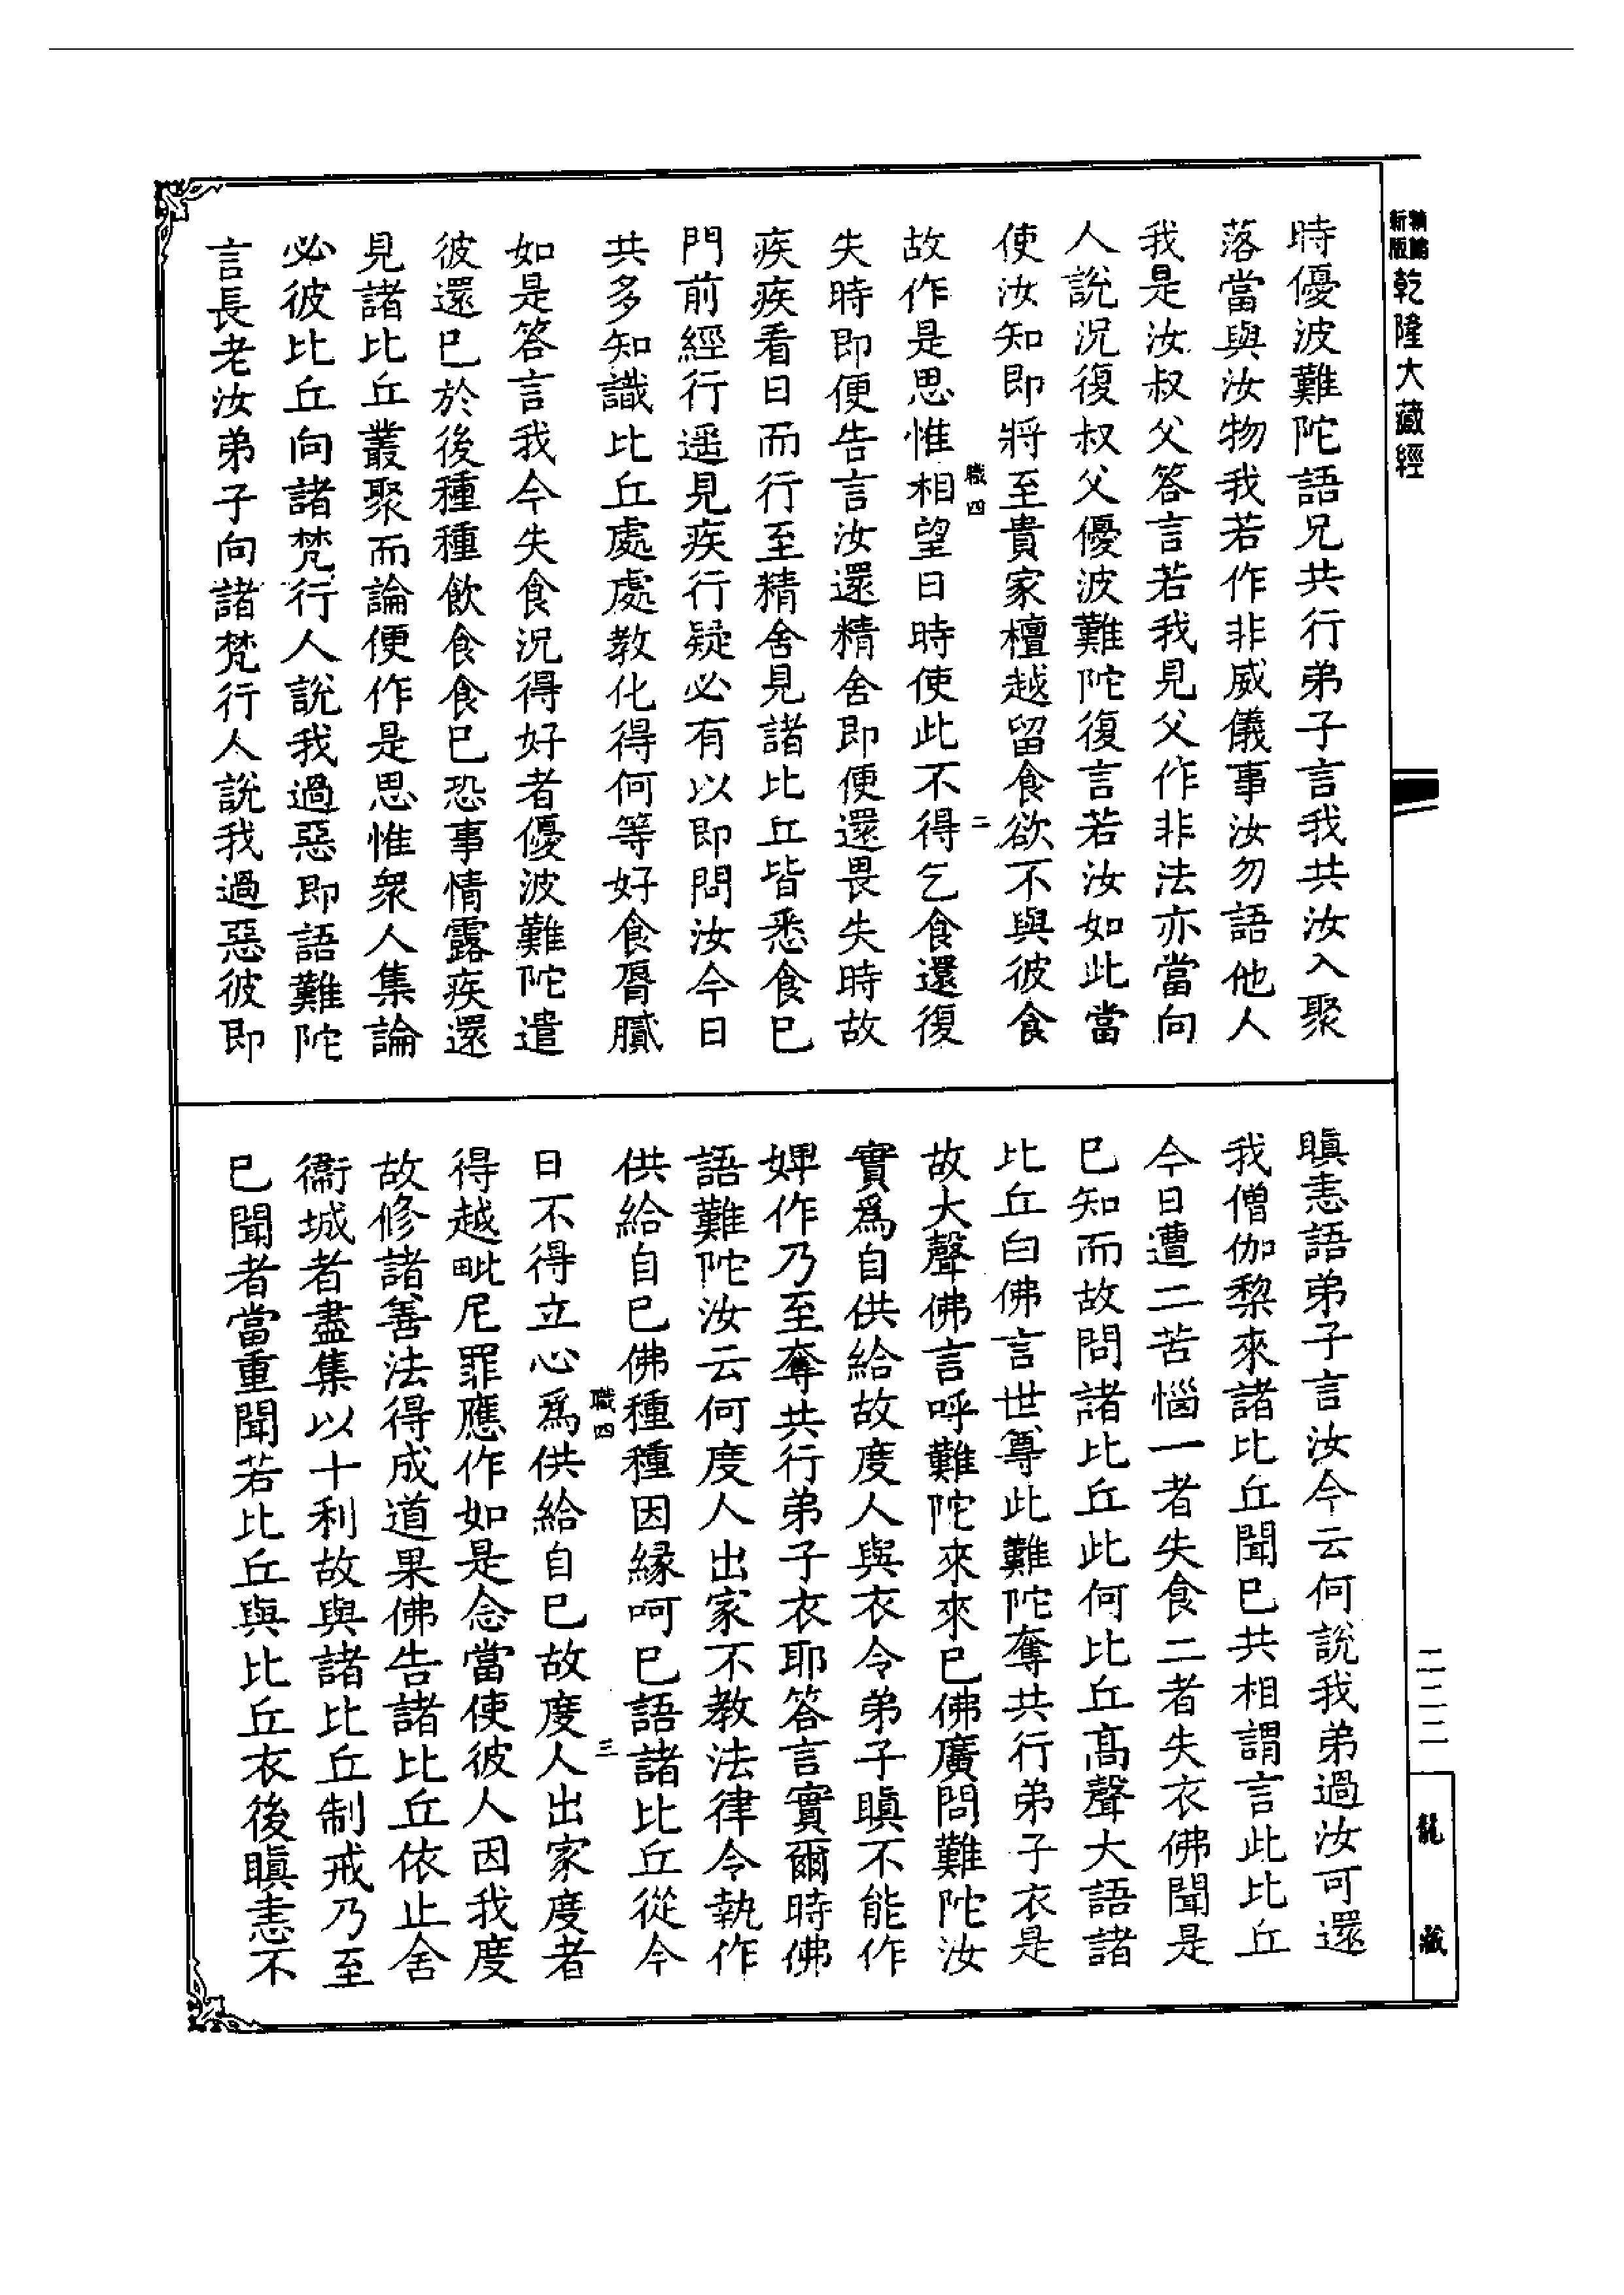 精編新版
乾隆大藏經
時優波難陀語兄共行弟子言我共汝入聚
落當與汝物我若作非威儀事汝勿語他人
我是汝叔父答言若我見父作非法亦當向
人說況復叔父優波難陀復言若汝如此當
使汝知即將至貴家檀越留食欲不與彼食
職四
二
故作是思惟相望日時使此不得乞食還復
失時即便告言汝還精舍即便還畏失時故
疾疾看日而行至精舍見諸比丘皆悉食已
門前經行遥見疾行疑必有以即問汝今日
共多知識比丘處處教化得何等好食脣膩
如是答言我今失食況得好者優波難陀遣
彼還已於後種種飲食食已恐事情露疾還
見諸比丘叢聚而論便作是思惟衆人集論
必彼比丘向諸梵行人說我過惡即語難陀
言長老汝弟子向諸梵行人說我過惡彼即
瞋恚語弟子言汝今云何說我弟過汝可還
我僧伽棃來諸比丘聞已共相謂言此比丘
今日遭二苦惱一者失食二者失衣佛聞是
已知而故問諸比丘此何比丘高聲大語諸
比丘白佛言世尊此難陀奪共行弟子衣是
故大聲佛言呼難陀來來已佛廣問難陀汝
實爲自供給故度人與衣令弟子瞋不能作
婢作乃至奪共行弟子衣耶答言實爾時佛
語難陀汝云何度人出家不教法律令執作
供給自已佛種種因緣呵已語諸比丘從今
職四
三
日不得立心爲供給自已故度人出家度者
得越毗尼罪應作如是念當使彼人因我度
故修諸善法得成道果佛告諸比丘依止舍
衞城者盡集以十利故與諸比丘制戒乃至
已聞者當重聞若比丘與比丘衣後瞋恚不
二二二
龍藏